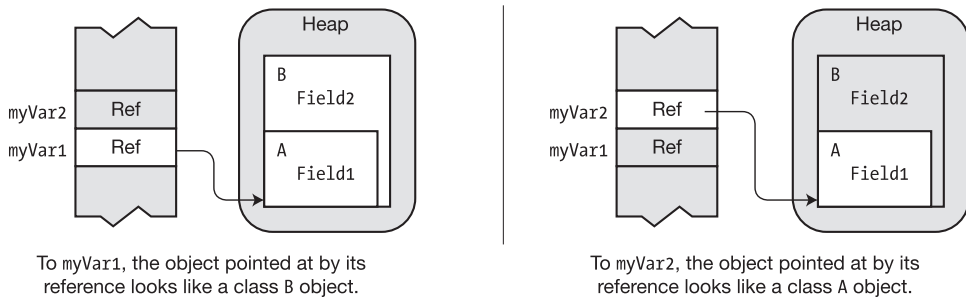 Heap
B
Field2
myVar2
Ref
myVar1
Ref
A
Field1
To myVar1, the object pointed at by its
reference looks like a class B object.
Heap
B
Field2
myVar2
Ref
myVar1
Ref
A
Field1
To myVar2, the object pointed at by its
reference looks like a class A object.